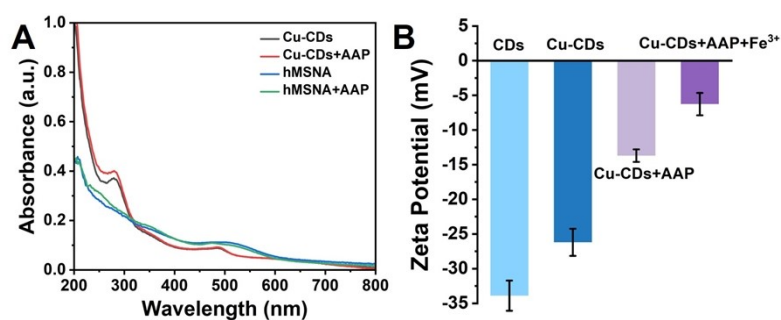 A
Absorbance (a.u.)
1.0
0.8
0.6
0.4
0.2
0.0
Cu-CDs
Cu-CDs+AAP
hMSNA
hMSNA+AAP
200 300 400 500 600 700 800
Wavelength (nm)
B
Zeta Potential (mV)
CDs Cu-CDs Cu-CDs+AAP+Fe³⁺
5
0
-5
-10
-15
-20
-25
-30
-35
Cu-CDs+AAP